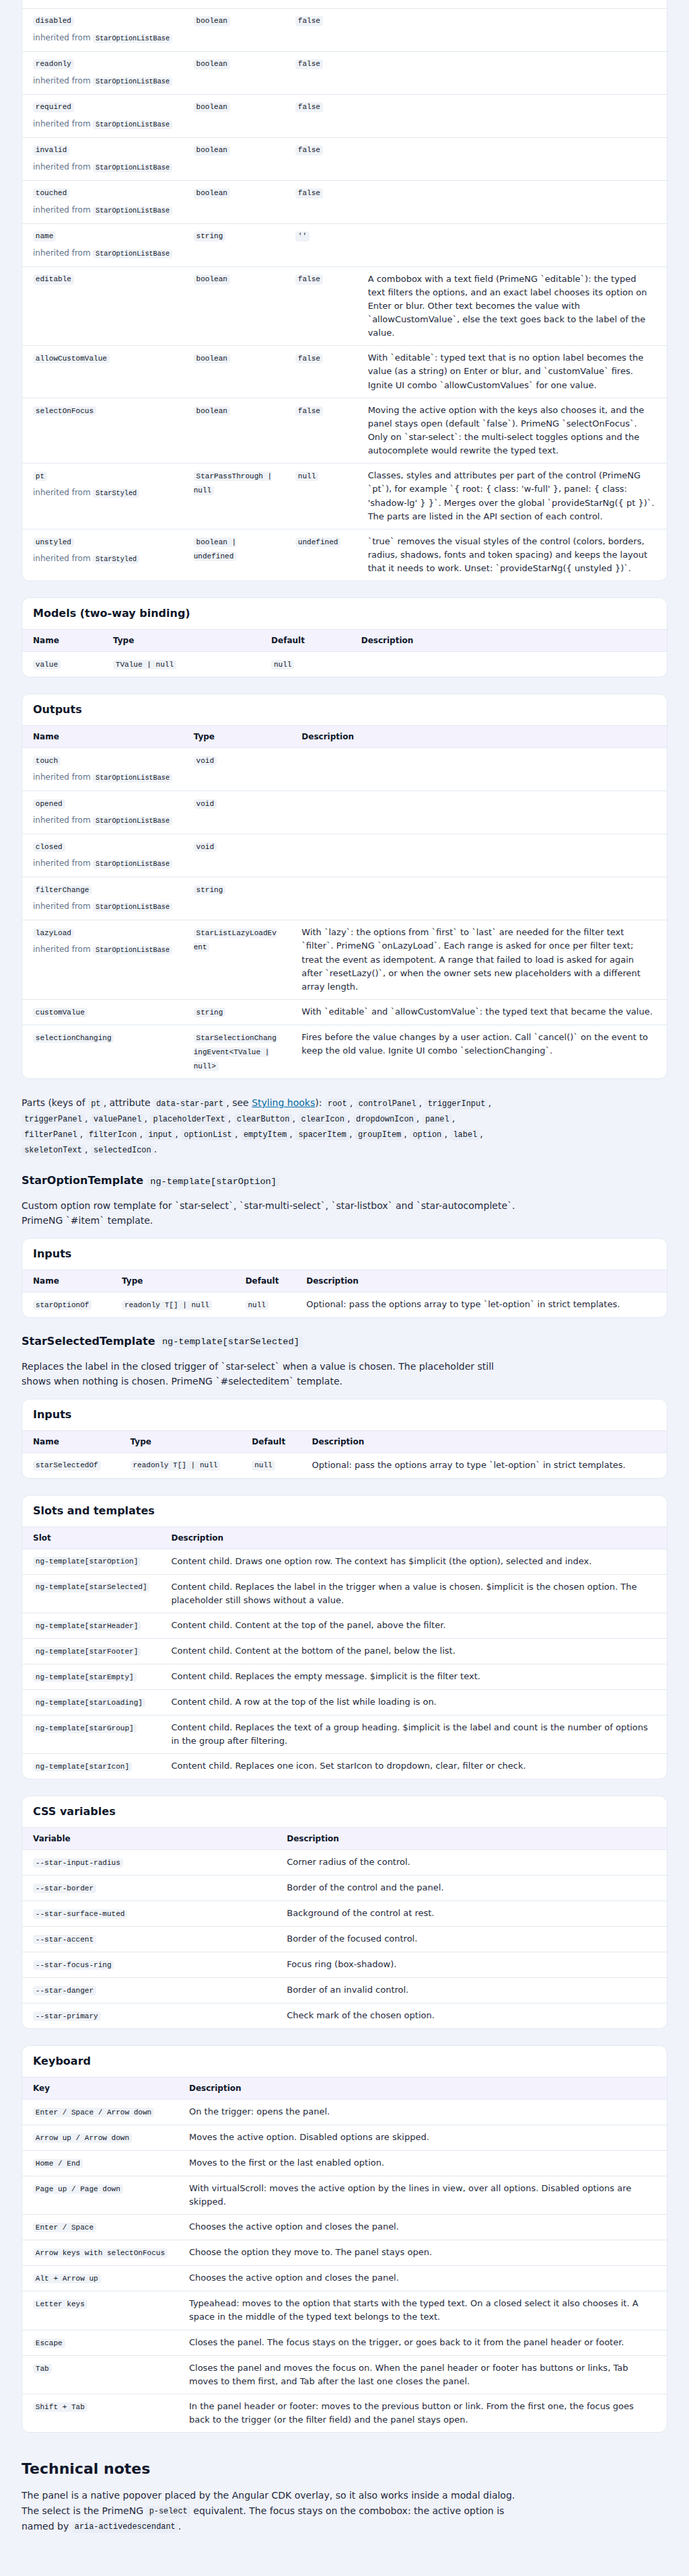 disabled boolean false
inherited from StarOptionListBase
readonly boolean false
inherited from StarOptionListBase
required boolean false
inherited from StarOptionListBase
invalid boolean false
inherited from StarOptionListBase
touched boolean false
inherited from StarOptionListBase
name string ''
inherited from StarOptionListBase
editable boolean false A combobox with a text field (PrimeNG `editable`): the typed
text filters the options, and an exact label chooses its option on
Enter or blur. Other text becomes the value with
`allowCustomValue`, else the text goes back to the label of the
value.
allowCustomValue boolean false With `editable`: typed text that is no option label becomes the
value (as a string) on Enter or blur, and `customValue` fires.
Ignite UI combo `allowCustomValues` for one value.
selectOnFocus boolean false Moving the active option with the keys also chooses it, and the
panel stays open (default `false`). PrimeNG `selectOnFocus`.
Only on `star-select`: the multi-select toggles options and the
autocomplete would rewrite the typed text.
pt StarPassThrough | null Classes, styles and attributes per part of the control (PrimeNG
inherited from StarStyled null `pt`), for example `{ root: { class: 'w-full' }, panel: { class:
'shadow-lg' } }`. Merges over the global `provideStarNg({ pt })`.
The parts are listed in the API section of each control.
unstyled boolean | undefined `true` removes the visual styles of the control (colors, borders,
inherited from StarStyled undefined radius, shadows, fonts and token spacing) and keeps the layout
that it needs to work. Unset: `provideStarNg({ unstyled })`.
Models (two-way binding)
Name Type Default Description
value TValue | null null
Outputs
Name Type Description
touch void
inherited from StarOptionListBase
opened void
inherited from StarOptionListBase
closed void
inherited from StarOptionListBase
filterChange string
inherited from StarOptionListBase
lazyLoad StarListLazyLoadEv With `lazy`: the options from `first` to `last` are needed for the filter text
inherited from StarOptionListBase ent `filter`. PrimeNG `onLazyLoad`. Each range is asked for once per filter text;
treat the event as idempotent. A range that failed to load is asked for again
after `resetLazy()`, or when the owner sets new placeholders with a different
array length.
customValue string With `editable` and `allowCustomValue`: the typed text that became the value.
selectionChanging StarSelectionChang Fires before the value changes by a user action. Call `cancel()` on the event to
ingEvent<TValue | keep the old value. Ignite UI combo `selectionChanging`.
null>
Parts (keys of pt, attribute data-star-part, see Styling hooks): root, controlPanel, triggerInput,
triggerPanel, valuePanel, placeholderText, clearButton, clearIcon, dropdownIcon, panel,
filterPanel, filterIcon, input, optionList, emptyItem, spacerItem, groupItem, option, label,
skeletonText, selectedIcon.
StarOptionTemplate ng-template[starOption]
Custom option row template for `star-select`, `star-multi-select`, `star-listbox` and `star-autocomplete`.
PrimeNG `#item` template.
Inputs
Name Type Default Description
starOptionOf readonly T[] | null null Optional: pass the options array to type `let-option` in strict templates.
StarSelectedTemplate ng-template[starSelected]
Replaces the label in the closed trigger of `star-select` when a value is chosen. The placeholder still
shows when nothing is chosen. PrimeNG `#selecteditem` template.
Inputs
Name Type Default Description
starSelectedOf readonly T[] | null null Optional: pass the options array to type `let-option` in strict templates.
Slots and templates
Slot Description
ng-template[starOption] Content child. Draws one option row. The context has $implicit (the option), selected and index.
ng-template[starSelected] Content child. Replaces the label in the trigger when a value is chosen. $implicit is the chosen option. The
placeholder still shows without a value.
ng-template[starHeader] Content child. Content at the top of the panel, above the filter.
ng-template[starFooter] Content child. Content at the bottom of the panel, below the list.
ng-template[starEmpty] Content child. Replaces the empty message. $implicit is the filter text.
ng-template[starLoading] Content child. A row at the top of the list while loading is on.
ng-template[starGroup] Content child. Replaces the text of a group heading. $implicit is the label and count is the number of options
in the group after filtering.
ng-template[starIcon] Content child. Replaces one icon. Set starIcon to dropdown, clear, filter or check.
CSS variables
Variable Description
--star-input-radius Corner radius of the control.
--star-border Border of the control and the panel.
--star-surface-muted Background of the control at rest.
--star-accent Border of the focused control.
--star-focus-ring Focus ring (box-shadow).
--star-danger Border of an invalid control.
--star-primary Check mark of the chosen option.
Keyboard
Key Description
Enter / Space / Arrow down On the trigger: opens the panel.
Arrow up / Arrow down Moves the active option. Disabled options are skipped.
Home / End Moves to the first or the last enabled option.
Page up / Page down With virtualScroll: moves the active option by the lines in view, over all options. Disabled options are
skipped.
Enter / Space Chooses the active option and closes the panel.
Arrow keys with selectOnFocus Choose the option they move to. The panel stays open.
Alt + Arrow up Chooses the active option and closes the panel.
Letter keys Typeahead: moves to the option that starts with the typed text. On a closed select it also chooses it. A
space in the middle of the typed text belongs to the text.
Escape Closes the panel. The focus stays on the trigger, or goes back to it from the panel header or footer.
Tab Closes the panel and moves the focus on. When the panel header or footer has buttons or links, Tab
moves to them first, and Tab after the last one closes the panel.
Shift + Tab In the panel header or footer: moves to the previous button or link. From the first one, the focus goes
back to the trigger (or the filter field) and the panel stays open.
Technical notes
The panel is a native popover placed by the Angular CDK overlay, so it also works inside a modal dialog.
The select is the PrimeNG p-select equivalent. The focus stays on the combobox: the active option is
named by aria-activedescendant.